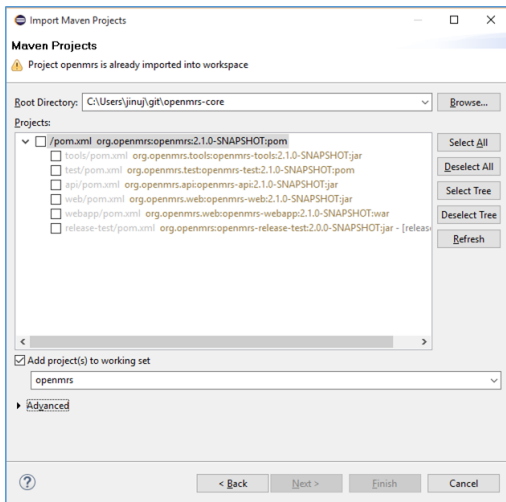 Import Maven Projects
Maven Projects
Project openmrs is already imported into workspace
Root Directory: C:\Users\jinuj\git\openmrs-core Browse...
Projects:
/pom.xml org.openmrs:openmrs:2.1.0-SNAPSHOT:pom
tools/pom.xml org.openmrs.tools:openmrs-tools:2.1.0-SNAPSHOT:jar
test/pom.xml org.openmrs.test:openmrs-test:2.1.0-SNAPSHOT:pom
api/pom.xml org.openmrs.api:openmrs-api:2.1.0-SNAPSHOT:jar
web/pom.xml org.openmrs.web:openmrs-web:2.1.0-SNAPSHOT:jar
webapp/pom.xml org.openmrs.web:openmrs-webapp:2.1.0-SNAPSHOT:war
release-test/pom.xml org.openmrs:openmrs-release-test:2.0.0-SNAPSHOT:jar - [releas
Select All
Deselect All
Select Tree
Deselect Tree
Refresh
Add project(s) to working set
openmrs
Advanced
? < Back Next > Finish Cancel